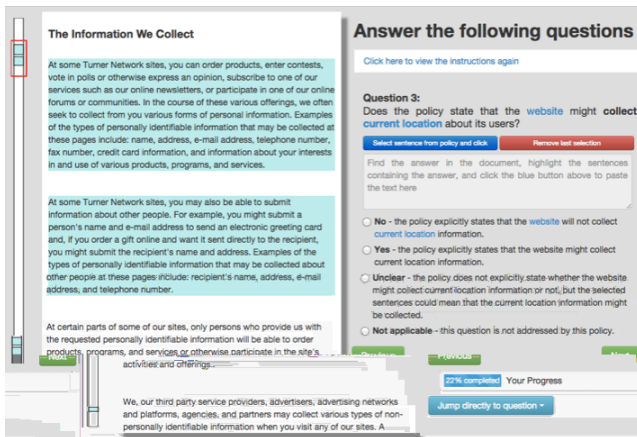 The Information We Collect
At some Turner Network sites, you can order products, enter contests,
vote in polls or otherwise express an opinion, subscribe to one of our
services such as our online newsletters, or participate in one of our online
forums or communities. In the course of these various offerings, we often
seek to collect from you various forms of personal information. Examples
of the types of personally identifiable information that may be collected at
these pages include: name, address, e-mail address, telephone number,
fax number, credit card information, and information about your interests
in and use of various products, programs, and services.
At some Turner Network sites, you may also be able to submit
information about other people. For example, you might submit a
person's name and e-mail address to send an electronic greeting card
and, if you order a gift online and want it sent directly to the recipient,
you might submit the recipient's name and address. Examples of the
types of personally identifiable information that may be collected about
other people at these pages include: recipient's name, address, e-mail
address, and telephone number.
At certain parts of some of our sites, only persons who provide us with
the requested personally identifiable information will be able to order
products, programs, and services or otherwise participate in the site's
activities and offerings.
We, our third party service providers, advertisers, advertising networks
and platforms, agencies, and partners may collect various types of non-
personally identifiable information when you visit any of our sites. A
Next
Answer the following questions
Click here to view the instructions again
Question 3:
Does the policy state that the website might collect
current location about its users?
Select sentence from policy and click
Remove last selection
Find the answer in the document, highlight the sentences
containing the answer, and click the blue button above to paste
the text here
No - the policy explicitly states that the website will not collect
current location information.
Yes - the policy explicitly states that the website might collect
current location information.
Unclear - the policy does not explicitly state whether the website
might collect current location information or not, but the selected
sentences could mean that the current location information might
be collected.
Not applicable - this question is not addressed by this policy.
Previous
22% completed Your Progress
Jump directly to question